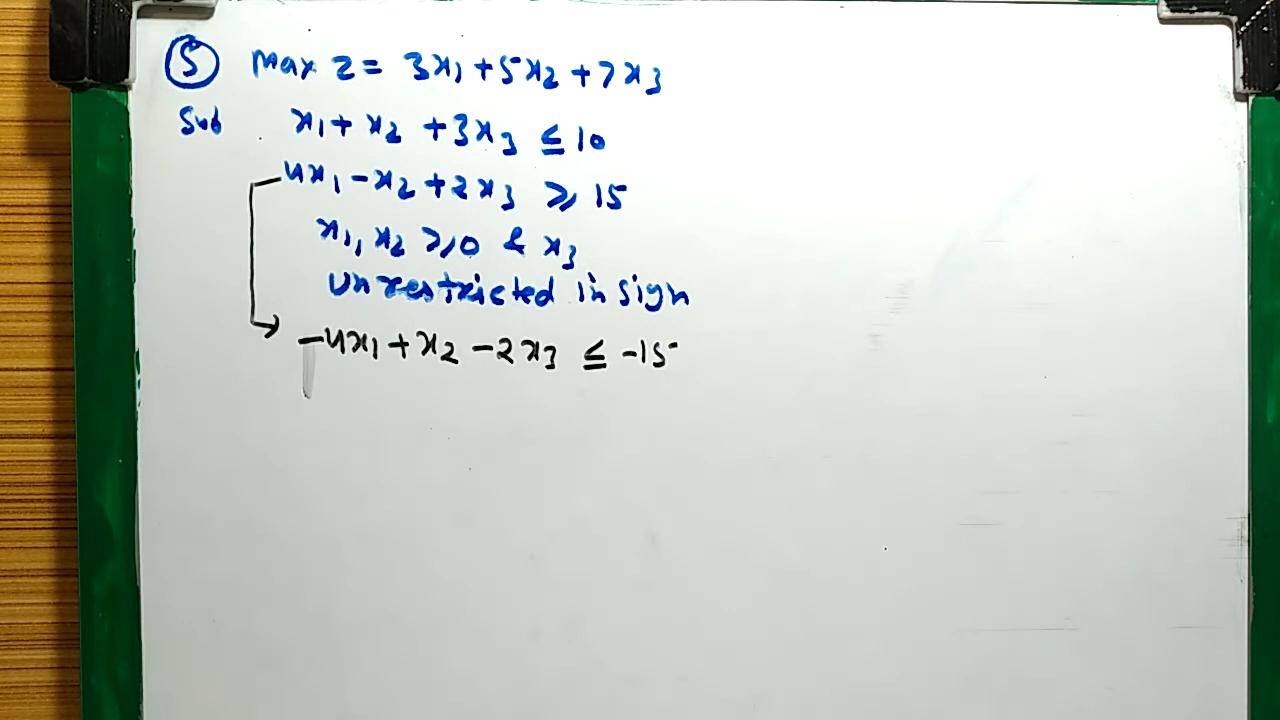 ⑤ Max Z = 3x₁ + 5x₂ + 7x₃
Sub x₁ + x₂ + 3x₃ ≤ 10
4x₁ - x₂ + 2x₃ ≥ 15
x₁, x₂ ≥ 0 & x₃
unrestricted in sign
-4x₁ + x₂ - 2x₃ ≤ -15